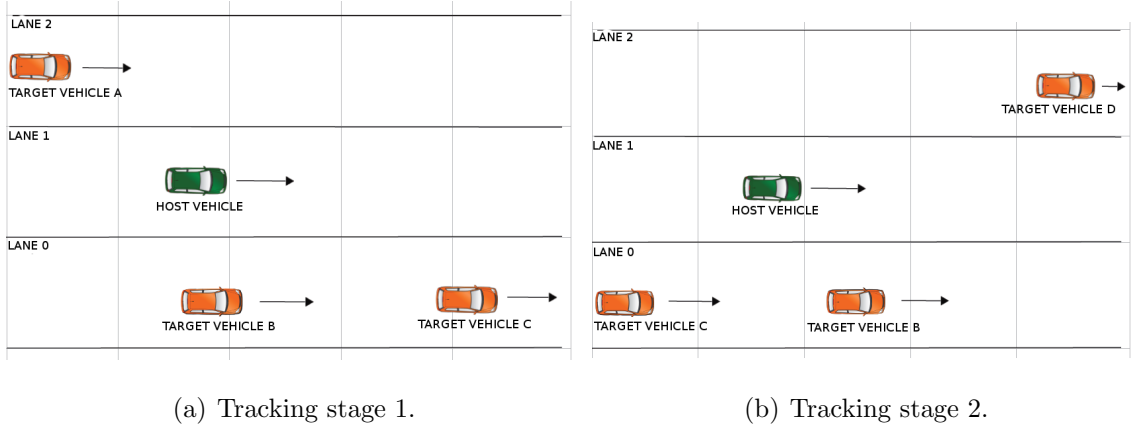 LANE 2
TARGET VEHICLE A
LANE 1
HOST VEHICLE
LANE 0
TARGET VEHICLE B
TARGET VEHICLE C
(a) Tracking stage 1.
LANE 2
TARGET VEHICLE D
LANE 1
HOST VEHICLE
LANE 0
TARGET VEHICLE C
TARGET VEHICLE B
(b) Tracking stage 2.